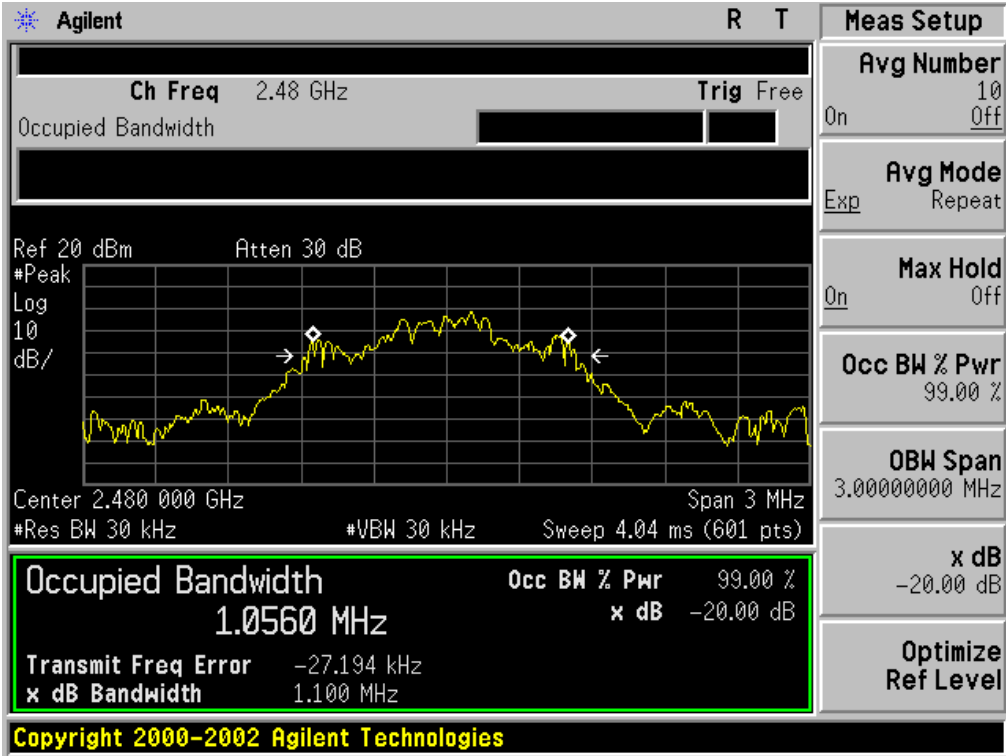 Agilent R T
Ch Freq 2.48 GHz Trig Free
Occupied Bandwidth
Ref 20 dBm Atten 30 dB
#Peak
Log
10
dB/
Center 2.480 000 GHz Span 3 MHz
#Res BW 30 kHz #VBW 30 kHz Sweep 4.04 ms (601 pts)
Occupied Bandwidth
1.0560 MHz
Occ BW % Pwr 99.00 %
x dB -20.00 dB
Transmit Freq Error -27.194 kHz
x dB Bandwidth 1.100 MHz
Copyright 2000-2002 Agilent Technologies
Meas Setup
Avg Number
10
On Off
Avg Mode
Exp Repeat
Max Hold
On Off
Occ BW % Pwr
99.00 %
OBW Span
3.00000000 MHz
x dB
-20.00 dB
Optimize
Ref Level